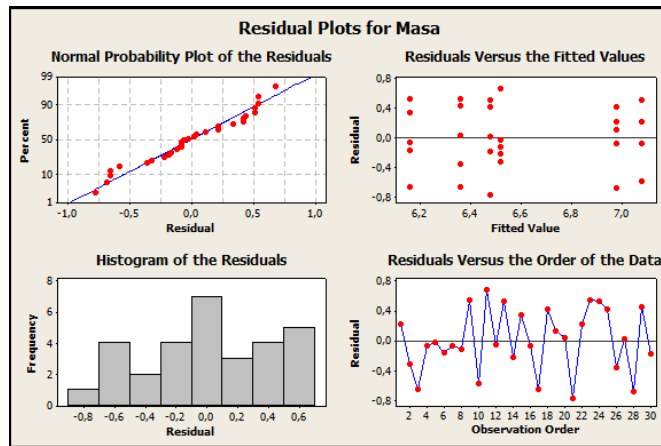 Residual Plots for Masa
Normal Probability Plot of the Residuals
99
90
50
10
1
Percent
-1,0 -0,5 0,0 0,5 1,0
Residual
Residuals Versus the Fitted Values
0,8
0,4
0,0
-0,4
-0,8
Residual
6,2 6,4 6,6 6,8 7,0
Fitted Value
Histogram of the Residuals
8
6
4
2
0
Frequency
-0,8 -0,6 -0,4 -0,2 0,0 0,2 0,4 0,6
Residual
Residuals Versus the Order of the Data
0,8
0,4
0,0
-0,4
-0,8
Residual
2 4 6 8 10 12 14 16 18 20 22 24 26 28 30
Observation Order